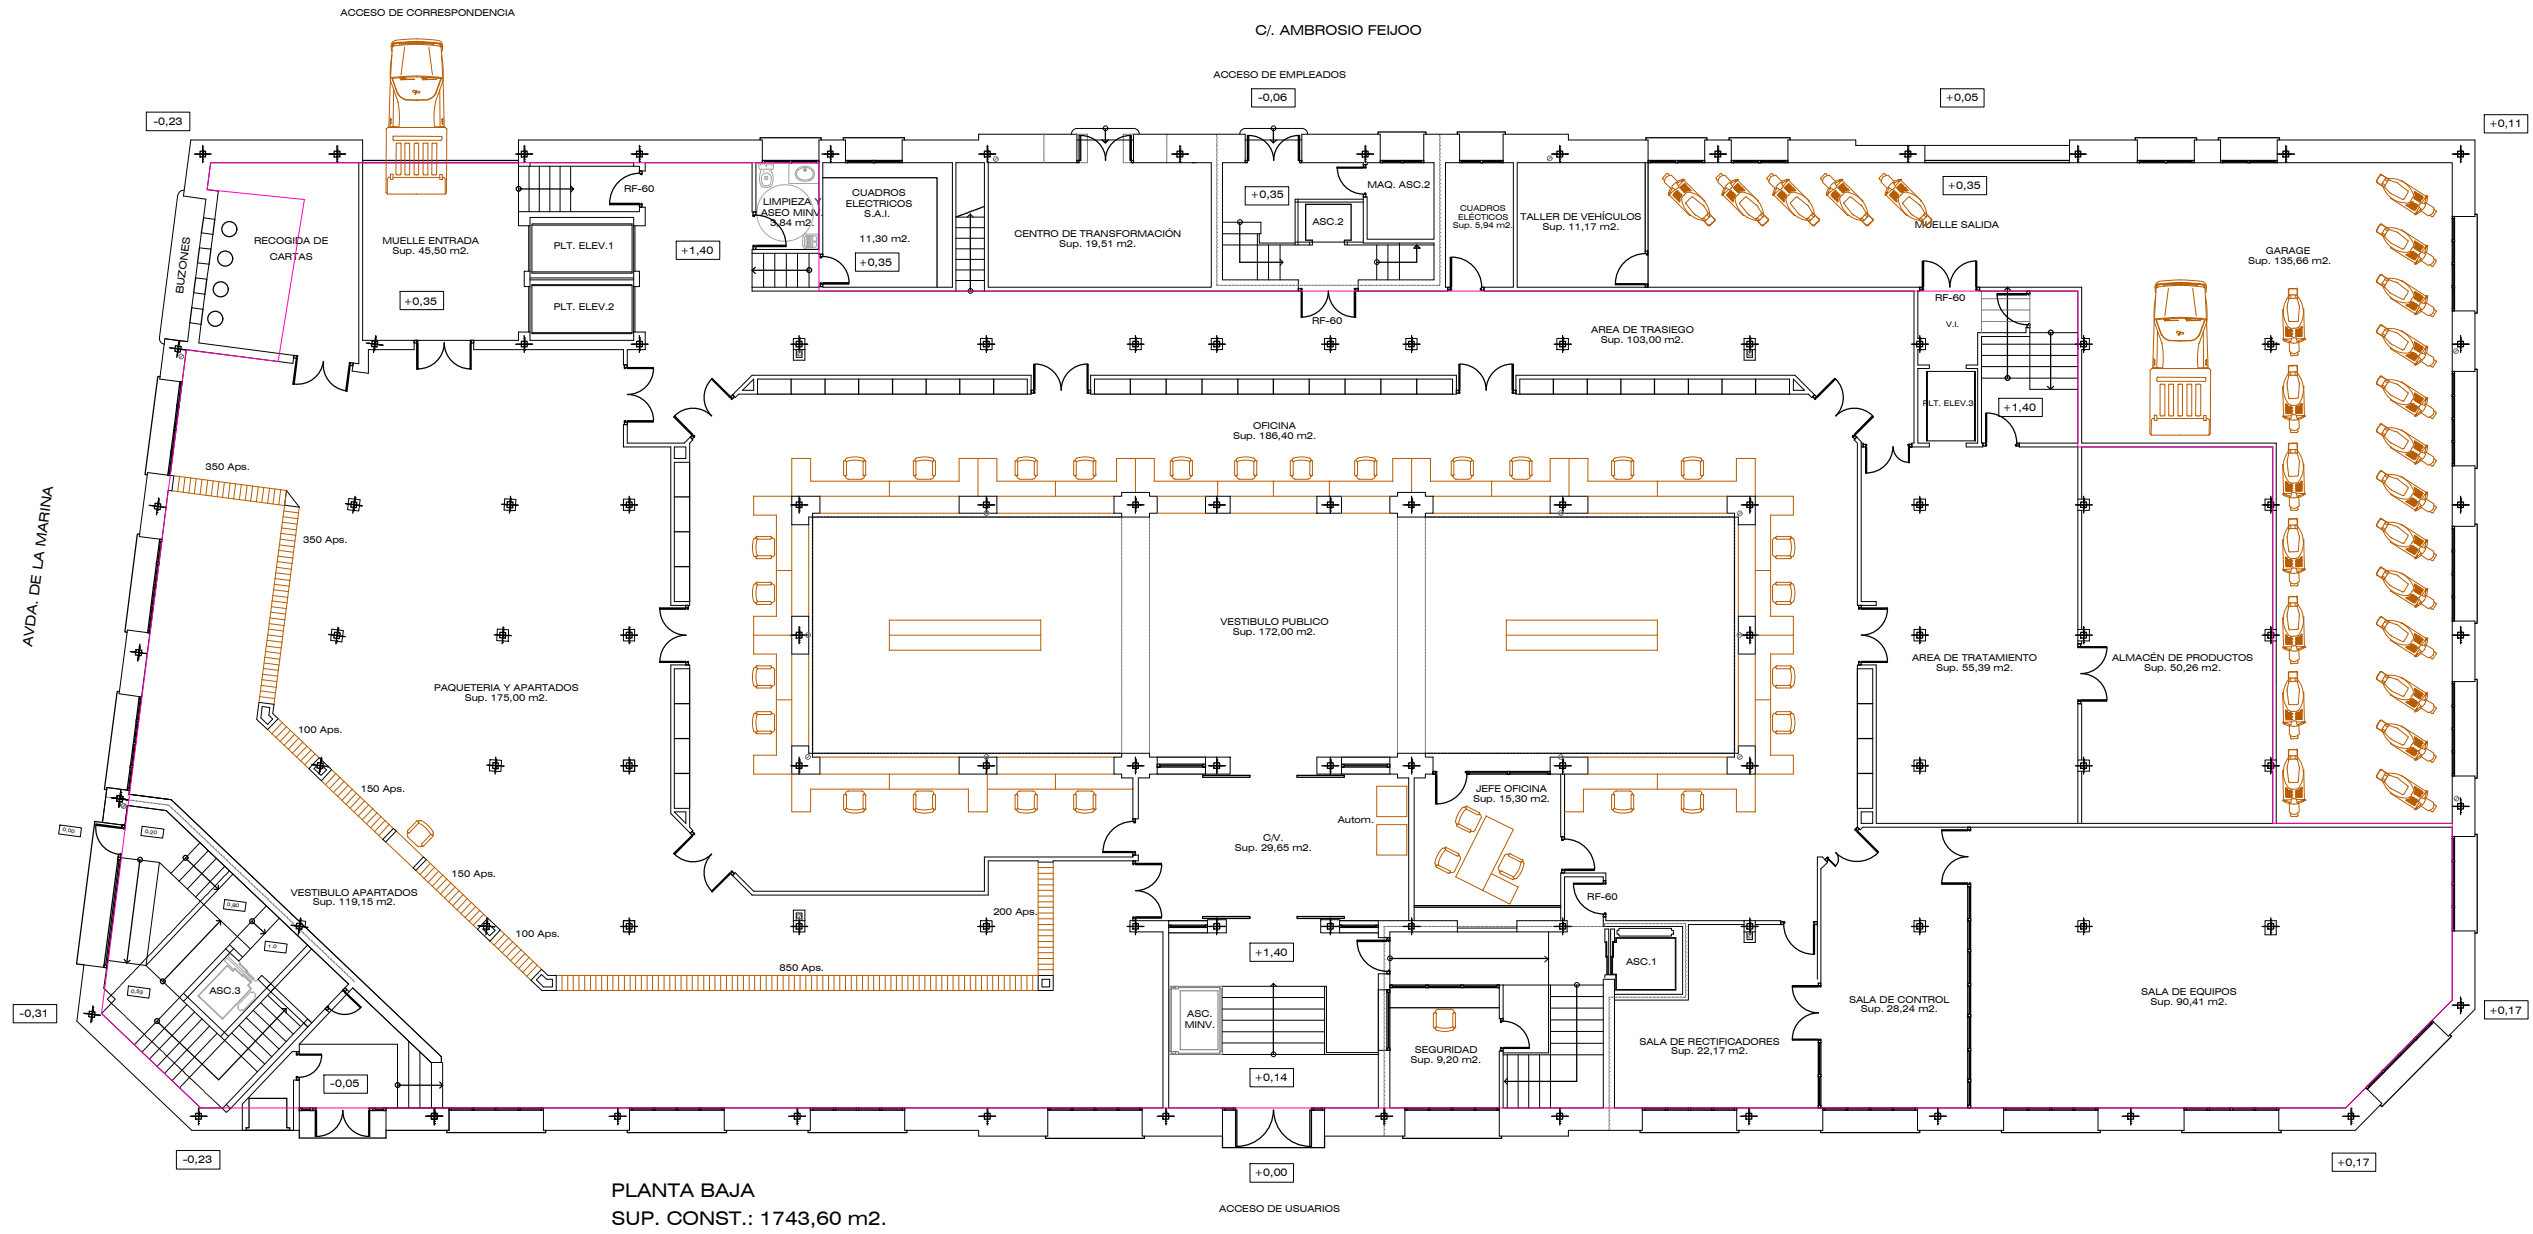 ACCESO DE CORRESPONDENCIA
C/. AMBROSIO FEIJOO
ACCESO DE EMPLEADOS
-0,06
+0,05
-0,23
+0,11
RF-60
LIMPIEZA Y
ASEO MINV.
3,84 m2.
CUADROS
ELECTRICOS
S.A.I.
11,30 m2.
+0,35
CENTRO DE TRANSFORMACIÓN
Sup. 19,51 m2.
+0,35
MAQ. ASC.2
ASC.2
CUADROS
ELÉCTICOS
Sup. 5,94 m2.
TALLER DE VEHÍCULOS
Sup. 11,17 m2.
+0,35
MUELLE SALIDA
GARAGE
Sup. 135,66 m2.
BUZONES
RECOGIDA DE
CARTAS
MUELLE ENTRADA
Sup. 45,50 m2.
+0,35
PLT. ELEV.1
PLT. ELEV.2
+1,40
RF-60
AREA DE TRASIEGO
Sup. 103,00 m2.
RF-60
V.I.
PLT. ELEV.3
+1,40
OFICINA
Sup. 186,40 m2.
350 Aps.
350 Aps.
AVDA. DE LA MARINA
VESTIBULO PUBLICO
Sup. 172,00 m2.
AREA DE TRATAMIENTO
Sup. 55,39 m2.
ALMACÉN DE PRODUCTOS
Sup. 50,26 m2.
PAQUETERIA Y APARTADOS
Sup. 175,00 m2.
100 Aps.
150 Aps.
JEFE OFICINA
Sup. 15,30 m2.
Autom.
C/V.
Sup. 29,65 m2.
0,00
0,20
150 Aps.
VESTIBULO APARTADOS
Sup. 119,15 m2.
0,80
1,0
RF-60
200 Aps.
100 Aps.
+1,40
850 Aps.
ASC.1
ASC.3
0,50
-0,31
ASC.
MINV.
SALA DE CONTROL
Sup. 28,24 m2.
SALA DE EQUIPOS
Sup. 90,41 m2.
+0,17
SEGURIDAD
Sup. 9,20 m2.
SALA DE RECTIFICADORES
Sup. 22,17 m2.
-0,05
+0,14
-0,23
+0,00
+0,17
PLANTA BAJA
SUP. CONST.: 1743,60 m2.
ACCESO DE USUARIOS